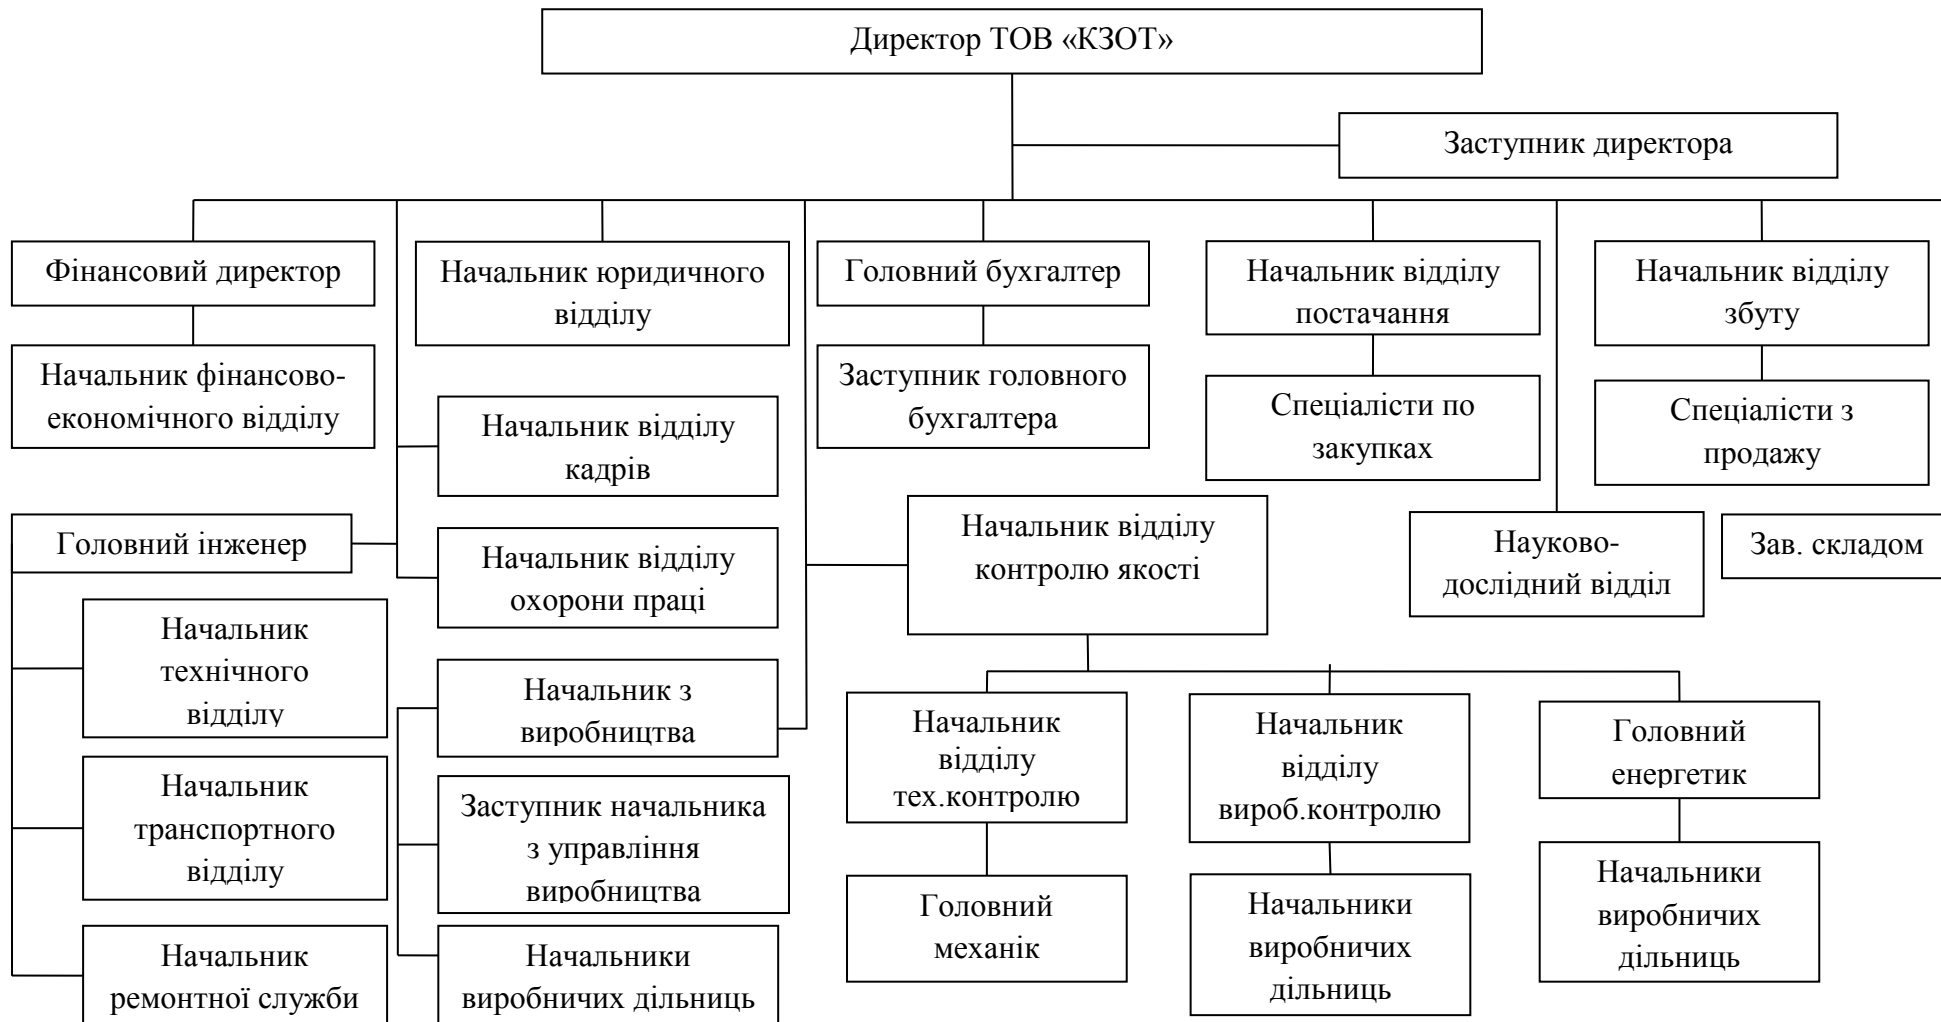 Директор ТОВ «КЗОТ»
Заступник директора
Фінансовий директор
Начальник юридичного
відділу
Головний бухгалтер
Начальник відділу
постачання
Начальник відділу
збуту
Начальник фінансово-
економічного відділу
Заступник головного
бухгалтера
Спеціалісти по
закупках
Спеціалісти з
продажу
Начальник відділу
кадрів
Головний інженер
Начальник відділу
охорони праці
Начальник відділу
контролю якості
Науково-
дослідний відділ
Зав. складом
Начальник
технічного
відділу
Начальник з
виробництва
Начальник
відділу
тех.контролю
Начальник
відділу
вироб.контролю
Головний
енергетик
Начальник
транспортного
відділу
Заступник начальника
з управління
виробництва
Головний
механік
Начальники
виробничих
дільниць
Начальники
виробничих
дільниць
Начальник
ремонтної служби
Начальники
виробничих дільниць